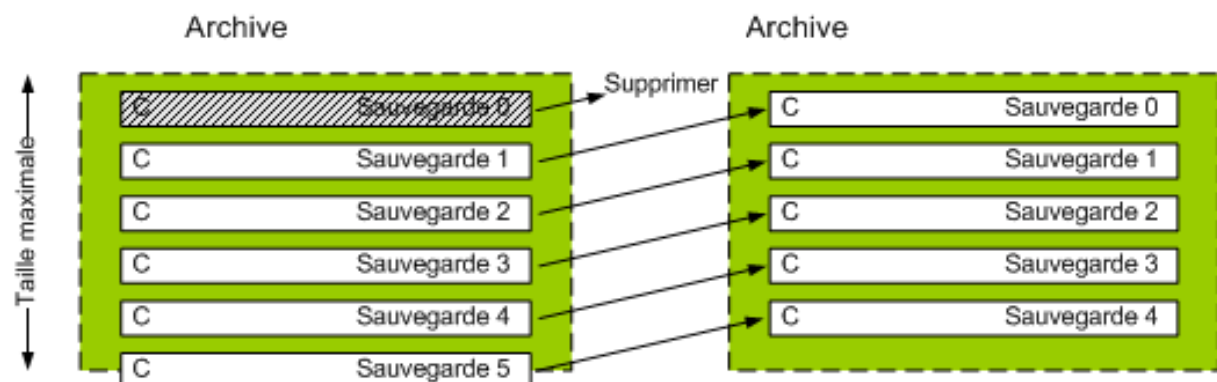 Archive
Archive
Taille maximale
Supprimer
C Sauvegarde 0
C Sauvegarde 1
C Sauvegarde 2
C Sauvegarde 3
C Sauvegarde 4
C Sauvegarde 5
C Sauvegarde 0
C Sauvegarde 1
C Sauvegarde 2
C Sauvegarde 3
C Sauvegarde 4